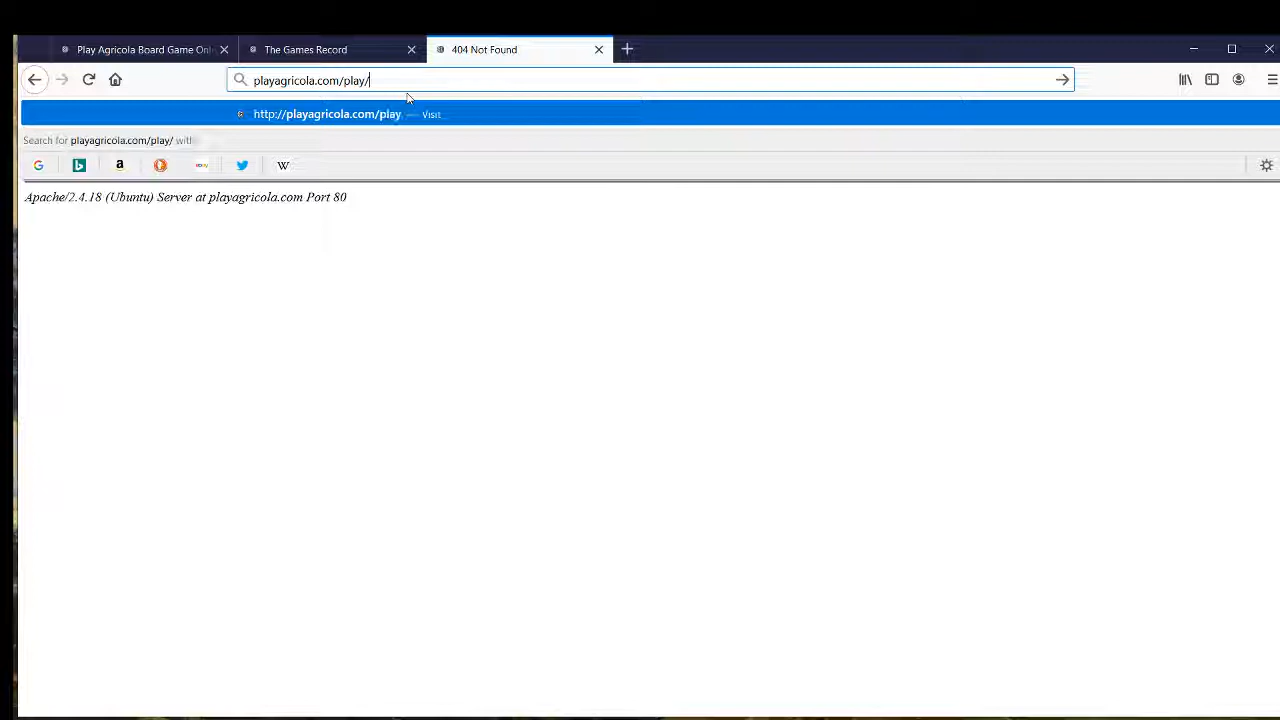 Play Agricola Board Game Onl
The Games Record
404 Not Found
playagricola.com/play/
http://playagricola.com/play — Visit
Search for playagricola.com/play/ with
Apache/2.4.18 (Ubuntu) Server at playagricola.com Port 80